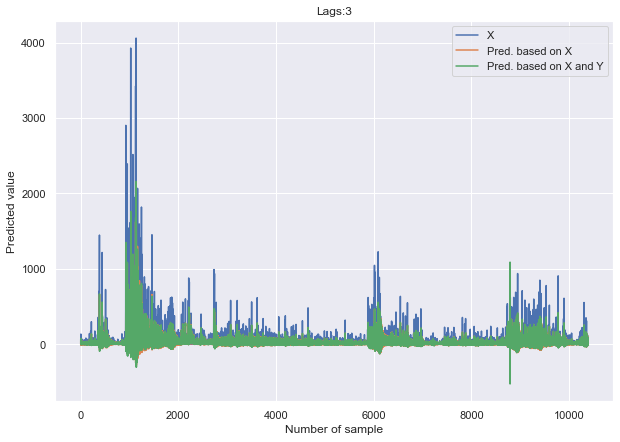 Lags:3
X
Pred. based on X
Pred. based on X and Y
Predicted value
4000
3000
2000
1000
0
0
2000
4000
6000
8000
10000
Number of sample